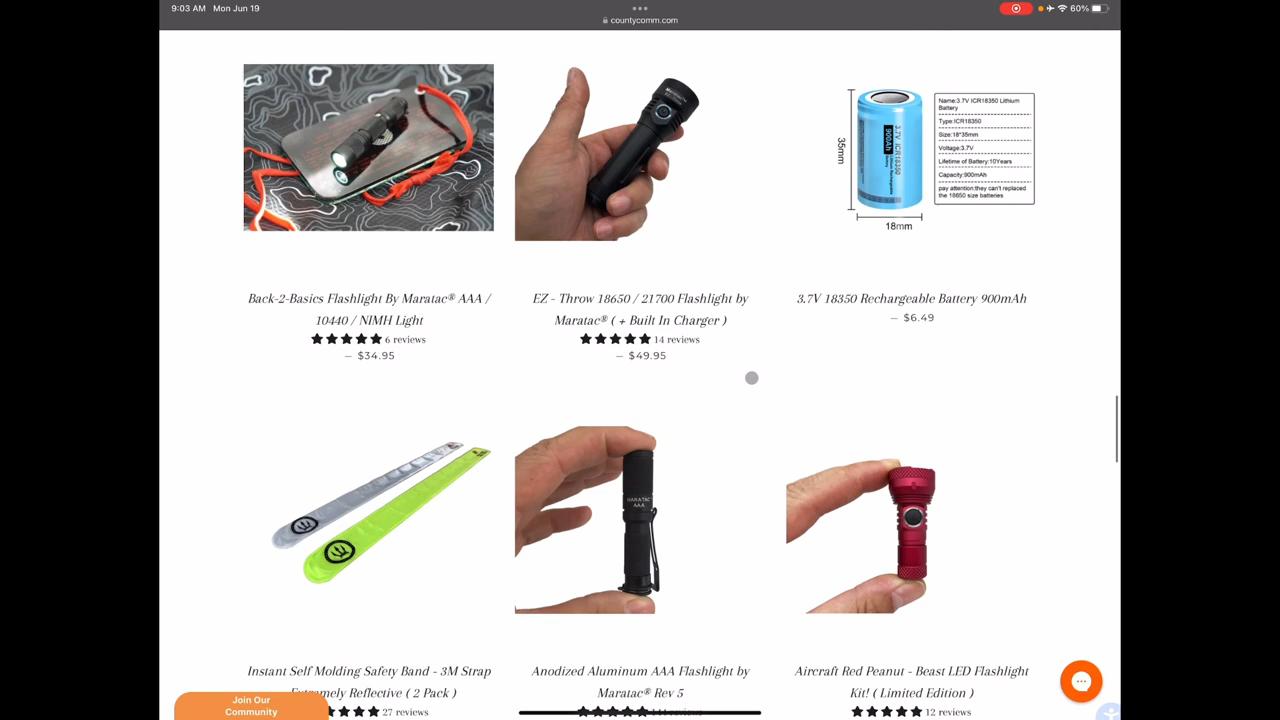 9:03 AM Mon Jun 19
60%
countycomm.com
Name:3.7V ICR18350 Lithium
Battery
Type:ICR18350
Size:18*35mm
Voltage:3.7V
Lifetime of Battery:10Years
Capacity:900mAh
pay attention:they can't replaced
the 18650 size batteries
35mm
3.7V ICR18350
900Ah
18mm
Back-2-Basics Flashlight By Maratac® AAA /
10440 / NIMH Light
6 reviews
— $34.95
EZ - Throw 18650 / 21700 Flashlight by
Maratac® ( + Built In Charger )
14 reviews
— $49.95
3.7V 18350 Rechargeable Battery 900mAh
— $6.49
MARATAC
AAA
Instant Self Molding Safety Band - 3M Strap
Extremely Reflective ( 2 Pack )
27 reviews
Anodized Aluminum AAA Flashlight by
Maratac® Rev 5
reviews
Aircraft Red Peanut - Beast LED Flashlight
Kit! ( Limited Edition )
12 reviews
Join Our
Community